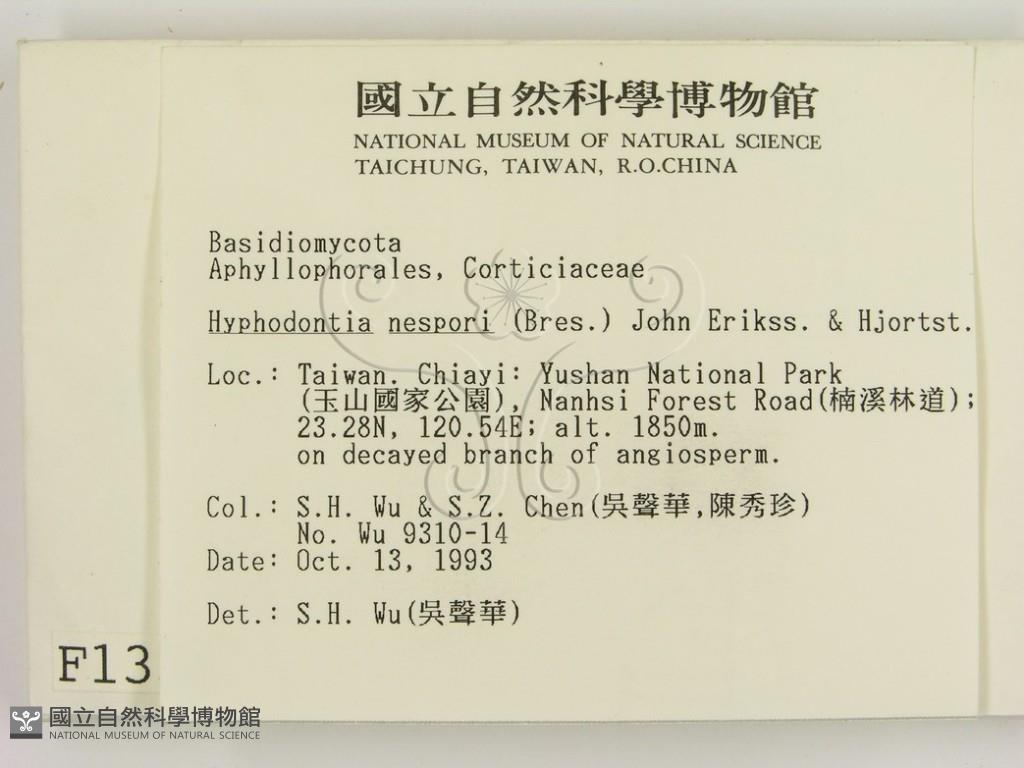 國立自然科學博物館
NATIONAL MUSEUM OF NATURAL SCIENCE
TAICHUNG, TAIWAN, R.O.CHINA
Basidiomycota
Aphyllophorales, Corticiaceae
Hyphodontia nespori (Bres.) John Erikss. & Hjortst.
Loc.: Taiwan. Chiayi: Yushan National Park
(玉山國家公園), Nanhsi Forest Road(楠溪林道);
23.28N, 120.54E; alt. 1850m.
on decayed branch of angiosperm.
Col.: S.H. Wu & S.Z. Chen(吳聲華,陳秀珍)
No. Wu 9310-14
Date: Oct. 13, 1993
Det.: S.H. Wu(吳聲華)
F13
國立自然科學博物館
NATIONAL MUSEUM OF NATURAL SCIENCE